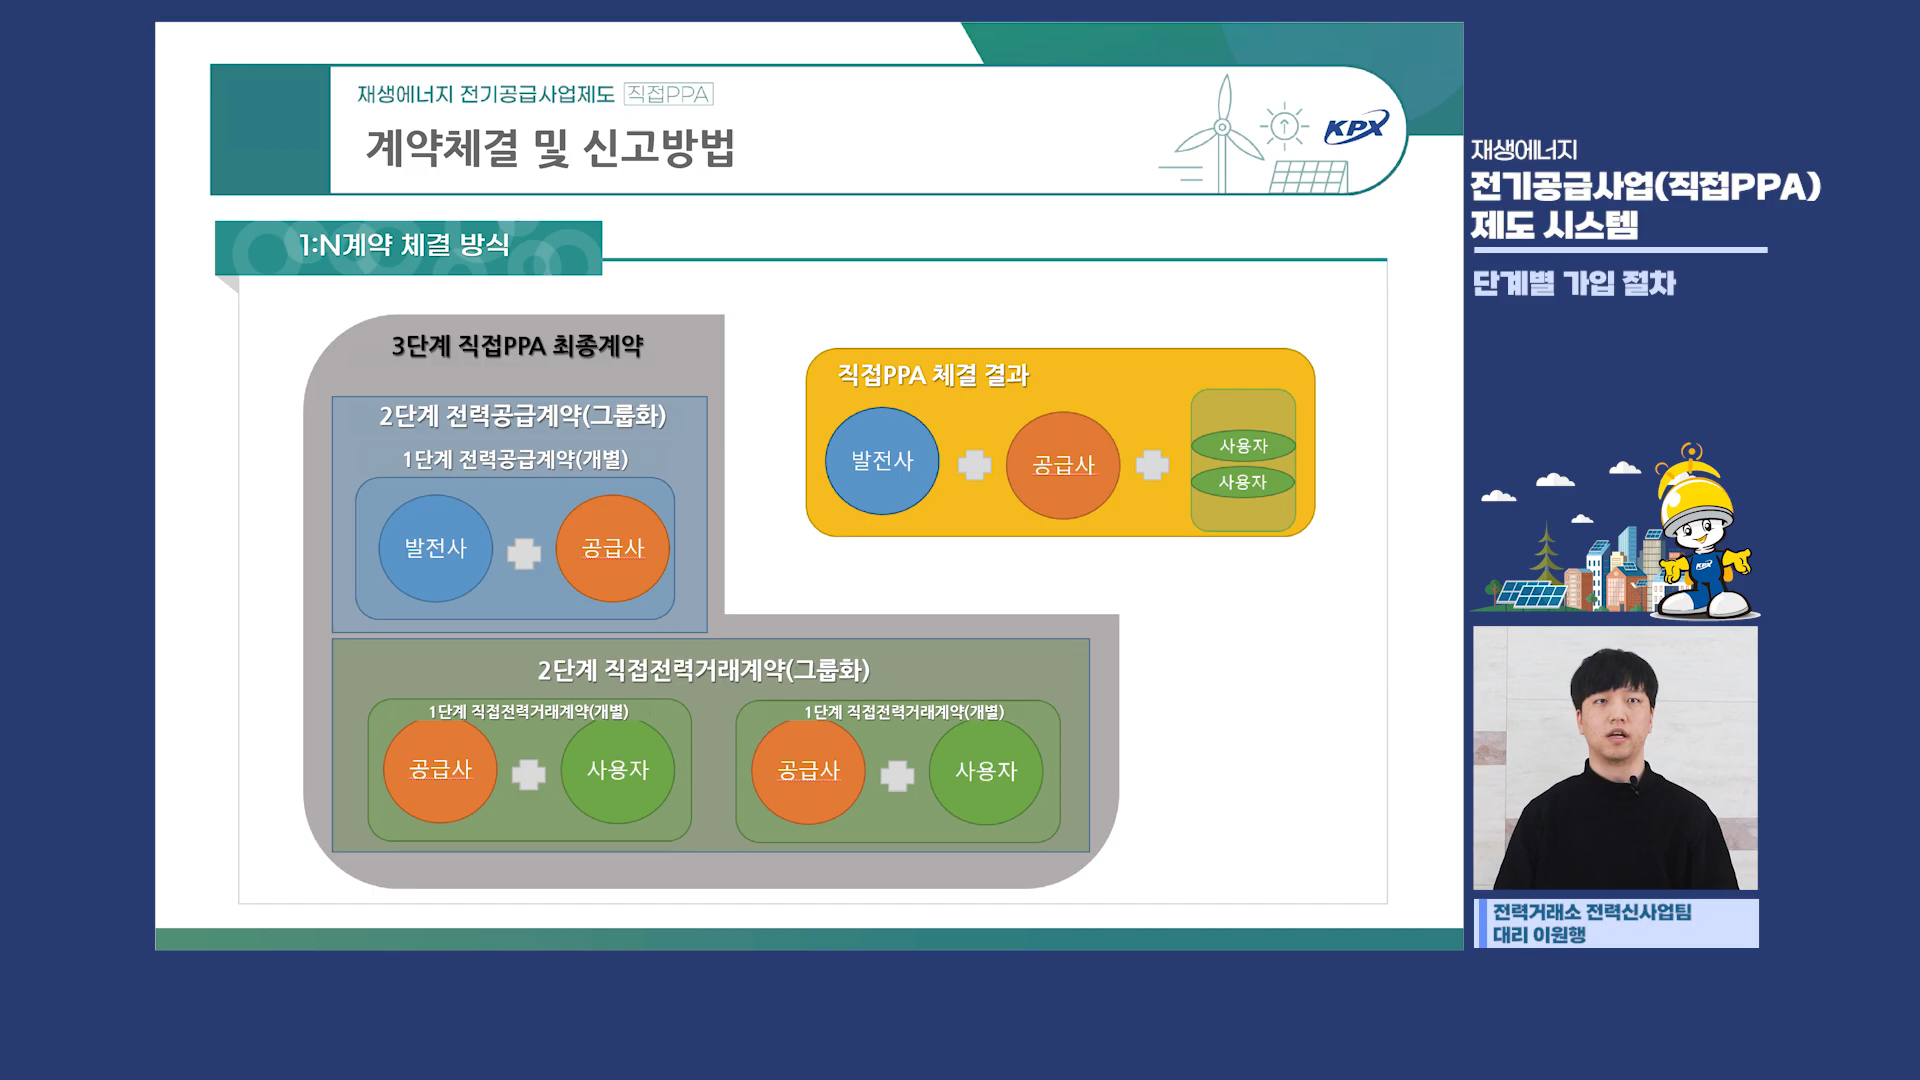 재생에너지 전기공급사업제도 직접PPA
계약체결 및 신고방법
KPX
1:N계약 체결 방식
3단계 직접PPA 최종계약
2단계 전력공급계약(그룹화)
1단계 전력공급계약(개별)
발전사
공급사
2단계 직접전력거래계약(그룹화)
1단계 직접전력거래계약(개별)
공급사
사용자
1단계 직접전력거래계약(개별)
공급사
사용자
직접PPA 체결 결과
발전사
공급사
사용자
사용자
재생에너지
전기공급사업(직접PPA)
제도 시스템
단계별 가입 절차
KPX
전력거래소 전력신사업팀
대리 이원행